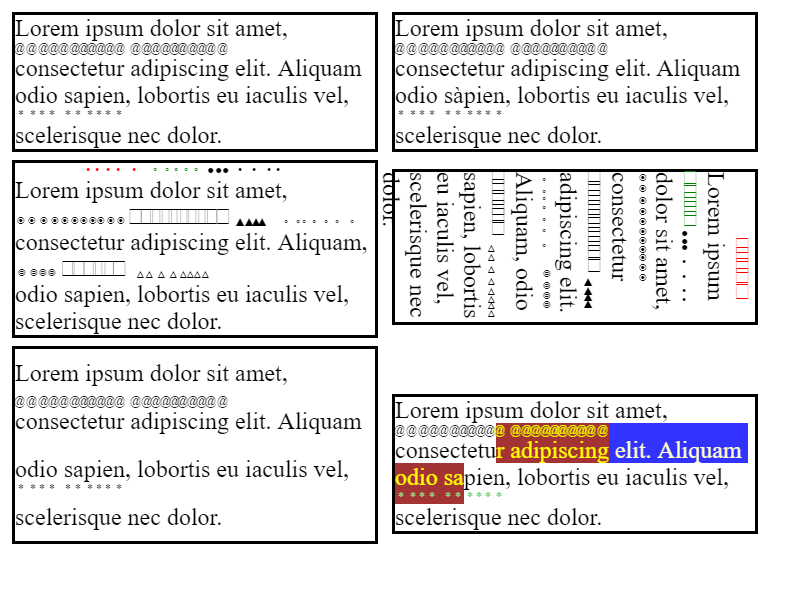 Lorem ipsum dolor sit amet,
consectetur adipiscing elit. Aliquam
odio sapien, lobortis eu iaculis vel,
scelerisque nec dolor.
Lorem ipsum dolor sit amet,
consectetur adipiscing elit. Aliquam
odio sàpien, lobortis eu iaculis vel,
scelerisque nec dolor.
Lorem ipsum dolor sit amet,
consectetur adipiscing elit. Aliquam,
odio sapien, lobortis eu iaculis vel,
scelerisque nec dolor.
Lorem ipsum
dolor sit amet,
consectetur
adipiscing elit.
Aliquam, odio
sapien, lobortis
eu iaculis vel,
scelerisque nec
dolor.
Lorem ipsum dolor sit amet,
consectetur adipiscing elit. Aliquam
odio sapien, lobortis eu iaculis vel,
scelerisque nec dolor.
Lorem ipsum dolor sit amet,
consectetur adipiscing elit. Aliquam
odio sapien, lobortis eu iaculis vel,
scelerisque nec dolor.